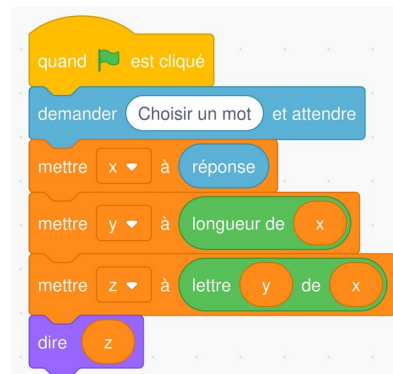 quand est cliqué
demander Choisir un mot et attendre
mettre x à réponse
mettre y à longueur de x
mettre z à lettre y de x
dire z